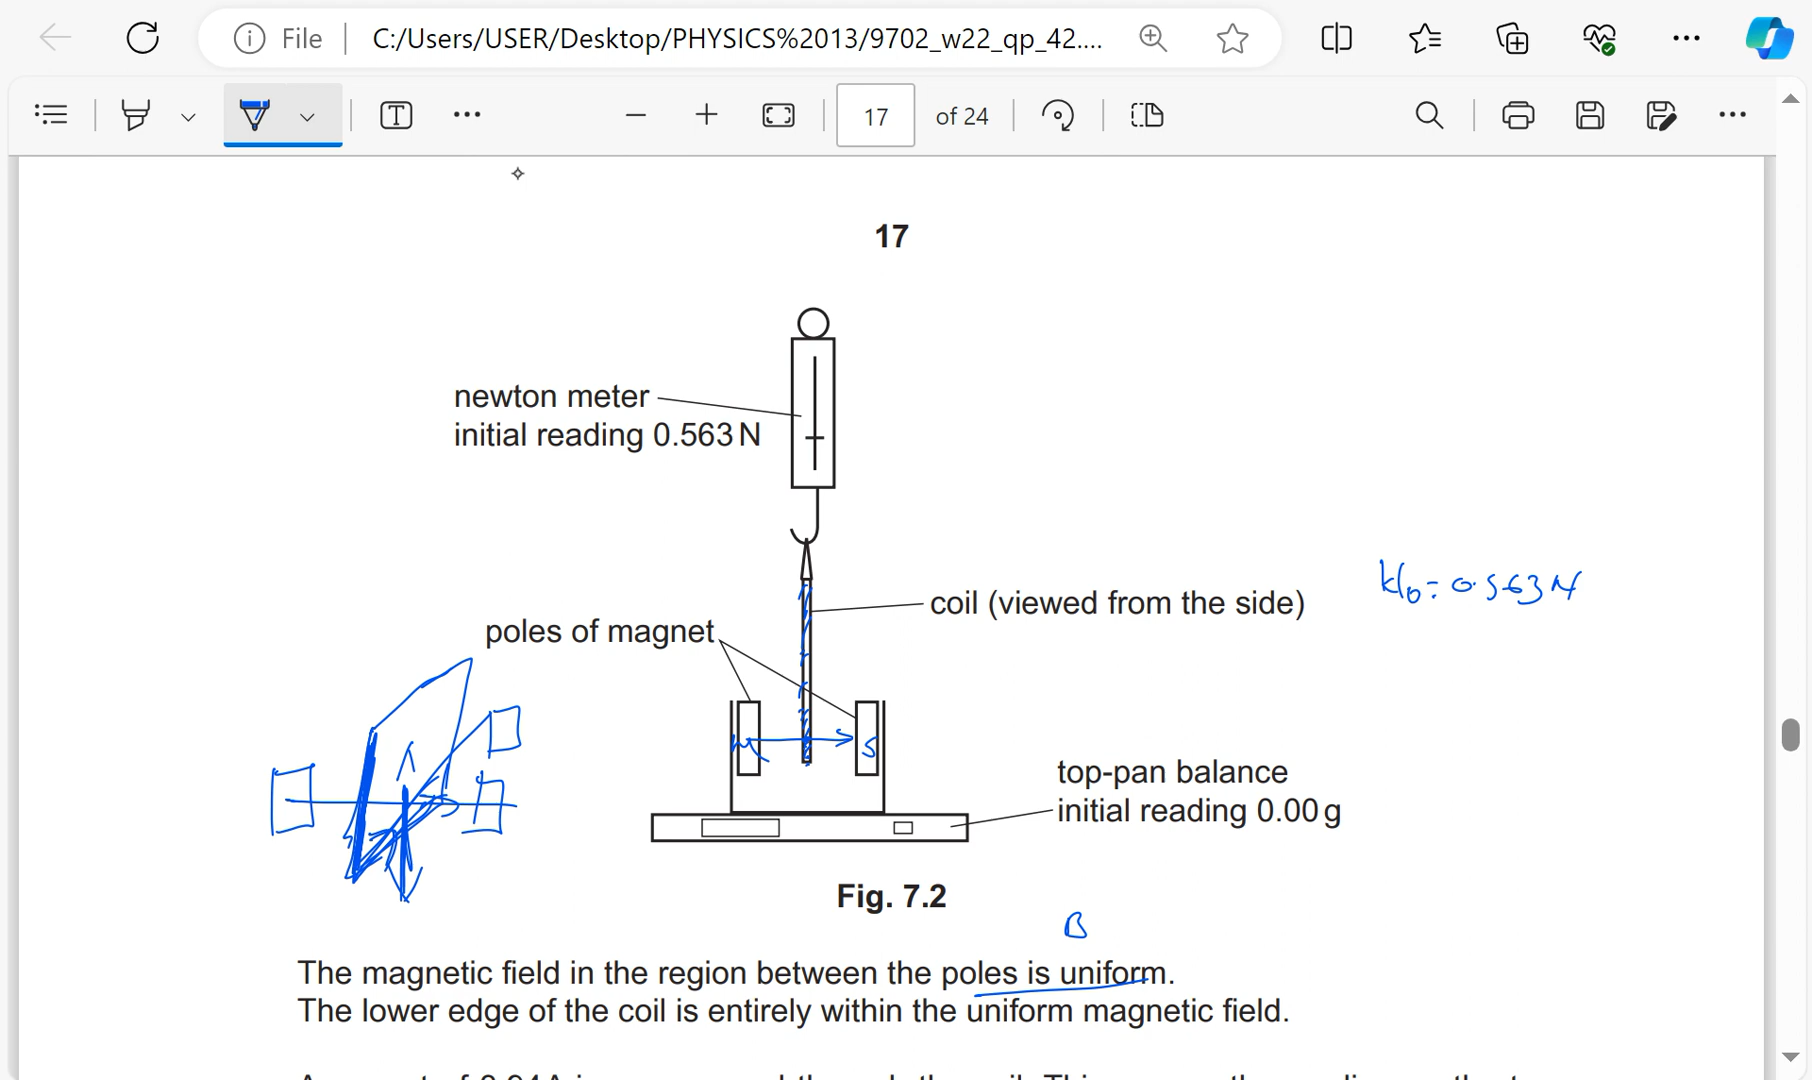 File
C:/Users/USER/Desktop/PHYSICS%2013/9702_w22_qp_42....
17 of 24
17
newton meter
initial reading 0.563 N
coil (viewed from the side)
= 0.563 N
poles of magnet
N
S
top-pan balance
initial reading 0.00 g
Fig. 7.2
B
The magnetic field in the region between the poles is uniform.
The lower edge of the coil is entirely within the uniform magnetic field.